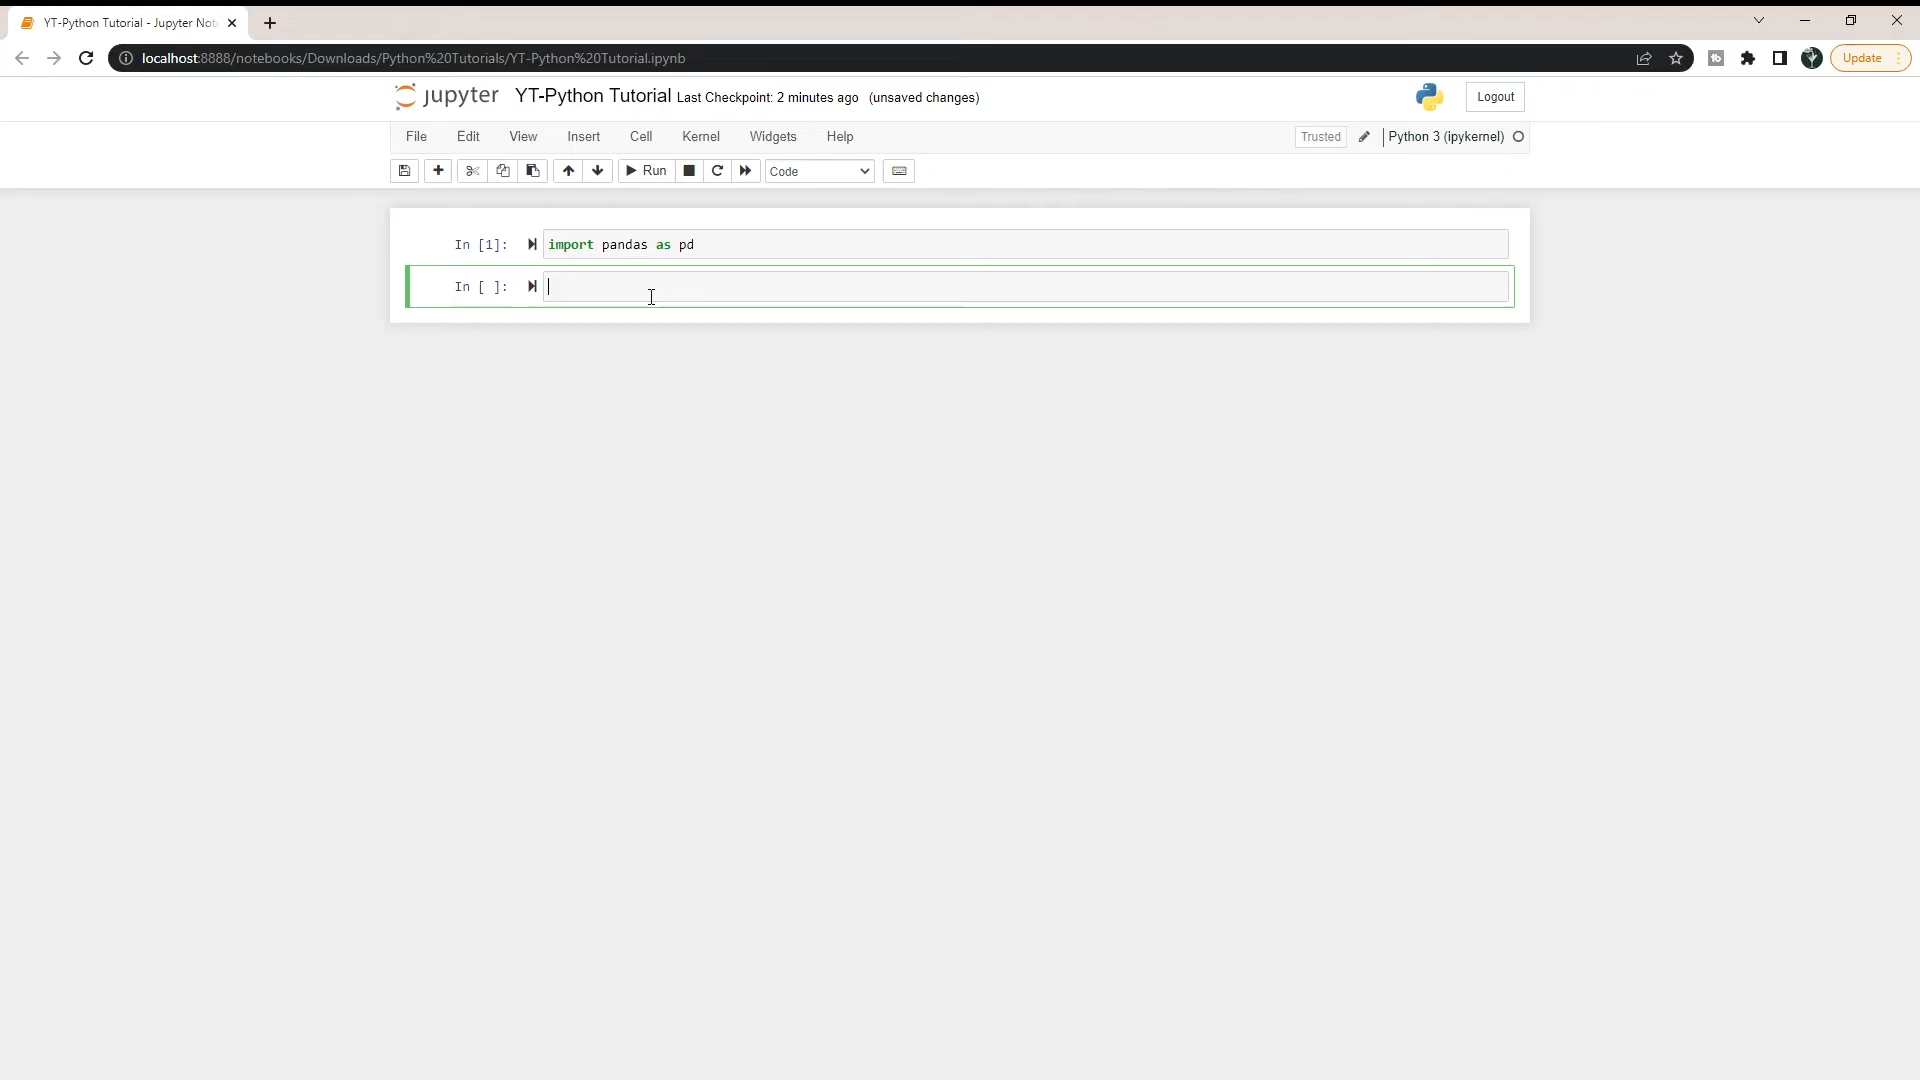 YT-Python Tutorial - Jupyter Not
localhost:8888/notebooks/Downloads/Python%20Tutorials/YT-Python%20Tutorial.ipynb
Update
jupyter YT-Python Tutorial Last Checkpoint: 2 minutes ago (unsaved changes)
Logout
File Edit View Insert Cell Kernel Widgets Help
Trusted
Python 3 (ipykernel)
Run
Code
In [1]: import pandas as pd
In [ ]: